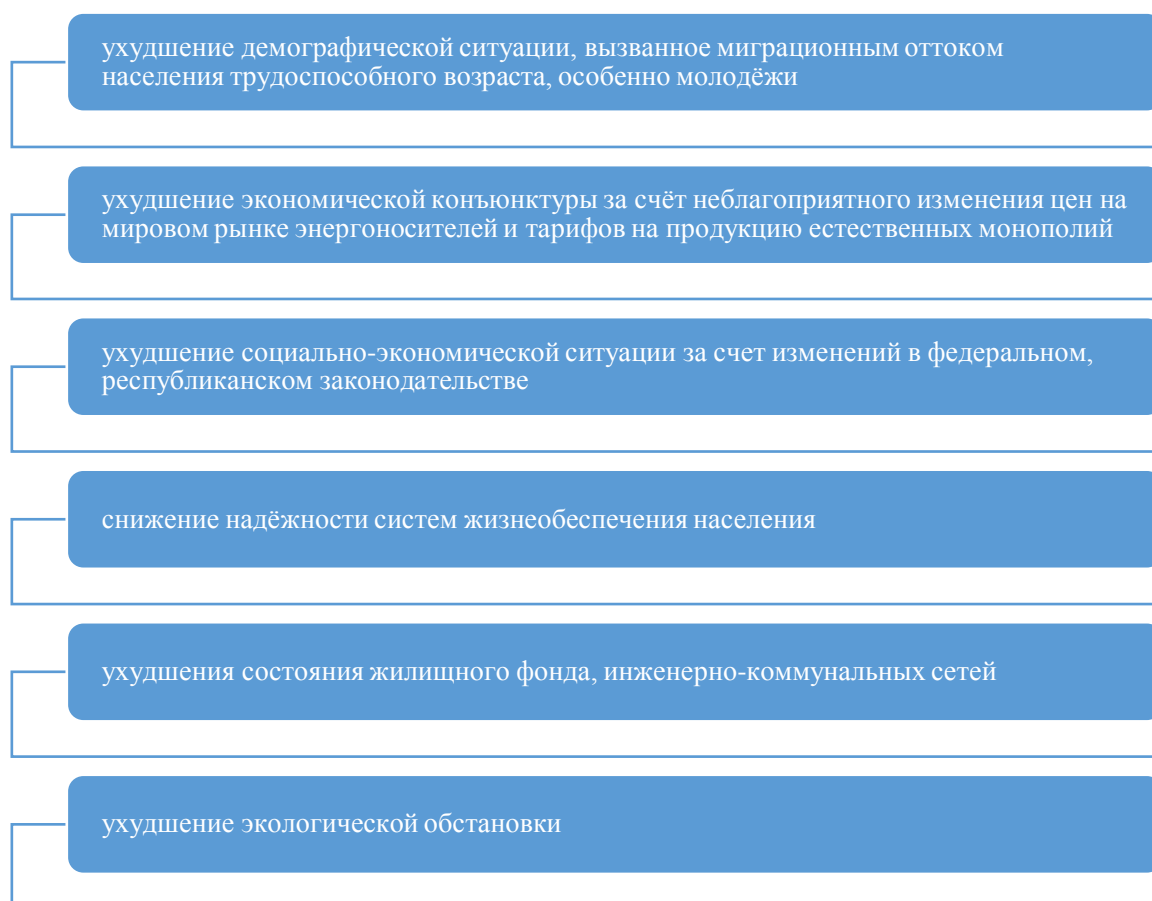 ухудшение демографической ситуации, вызванное миграционным оттоком
населения трудоспособного возраста, особенно молодёжи
ухудшение экономической конъюнктуры за счёт неблагоприятного изменения цен на
мировом рынке энергоносителей и тарифов на продукцию естественных монополий
ухудшение социально-экономической ситуации за счет изменений в федеральном,
республиканском законодательстве
снижение надёжности систем жизнеобеспечения населения
ухудшения состояния жилищного фонда, инженерно-коммунальных сетей
ухудшение экологической обстановки